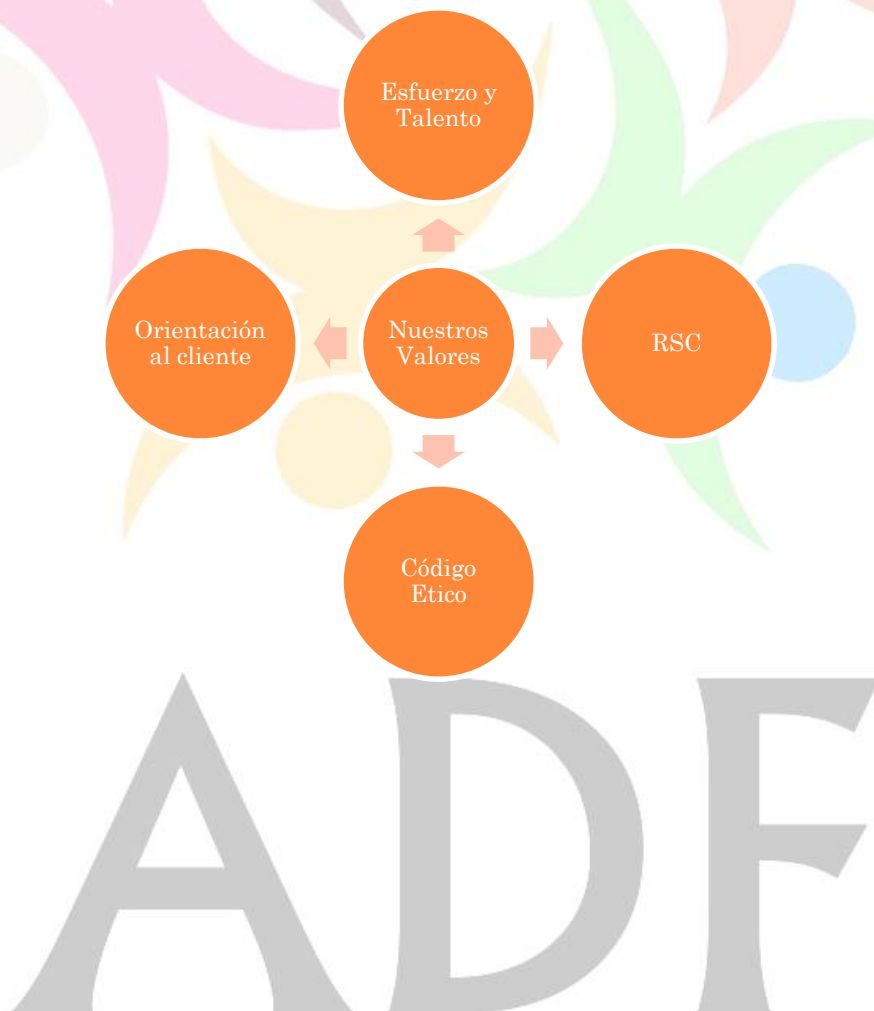 Esfuerzo y
Talento
Orientación
al cliente
Nuestros
Valores
RSC
Código
Etico
ADF